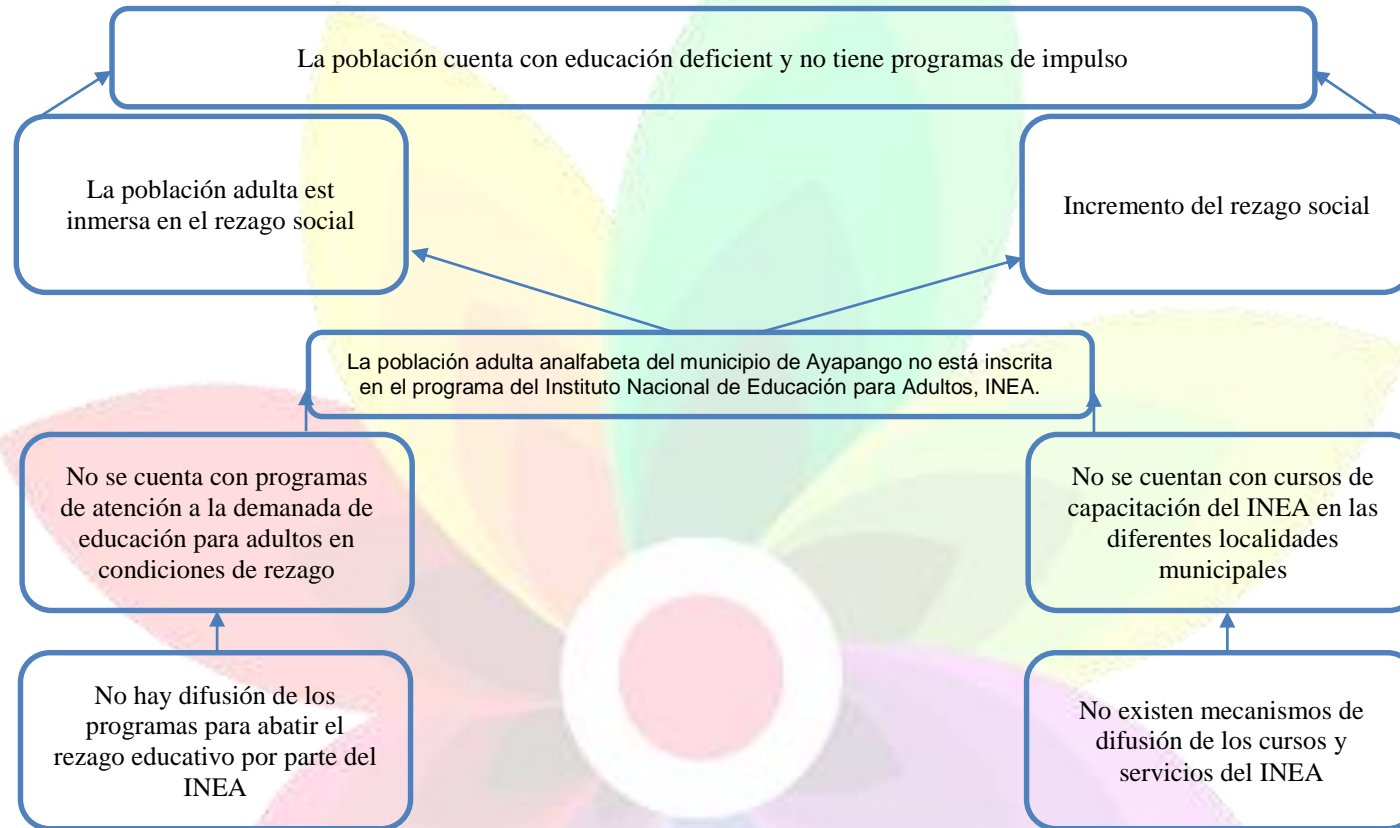 La población cuenta con educación deficient y no tiene programas de impulso
La población adulta est
inmersa en el rezago social
Incremento del rezago social
La población adulta analfabeta del municipio de Ayapango no está inscrita
en el programa del Instituto Nacional de Educación para Adultos, INEA.
No se cuenta con programas
de atención a la demanada de
educación para adultos en
condiciones de rezago
No se cuentan con cursos de
capacitación del INEA en las
diferentes localidades
municipales
No hay difusión de los
programas para abatir el
rezago educativo por parte del
INEA
No existen mecanismos de
difusión de los cursos y
servicios del INEA